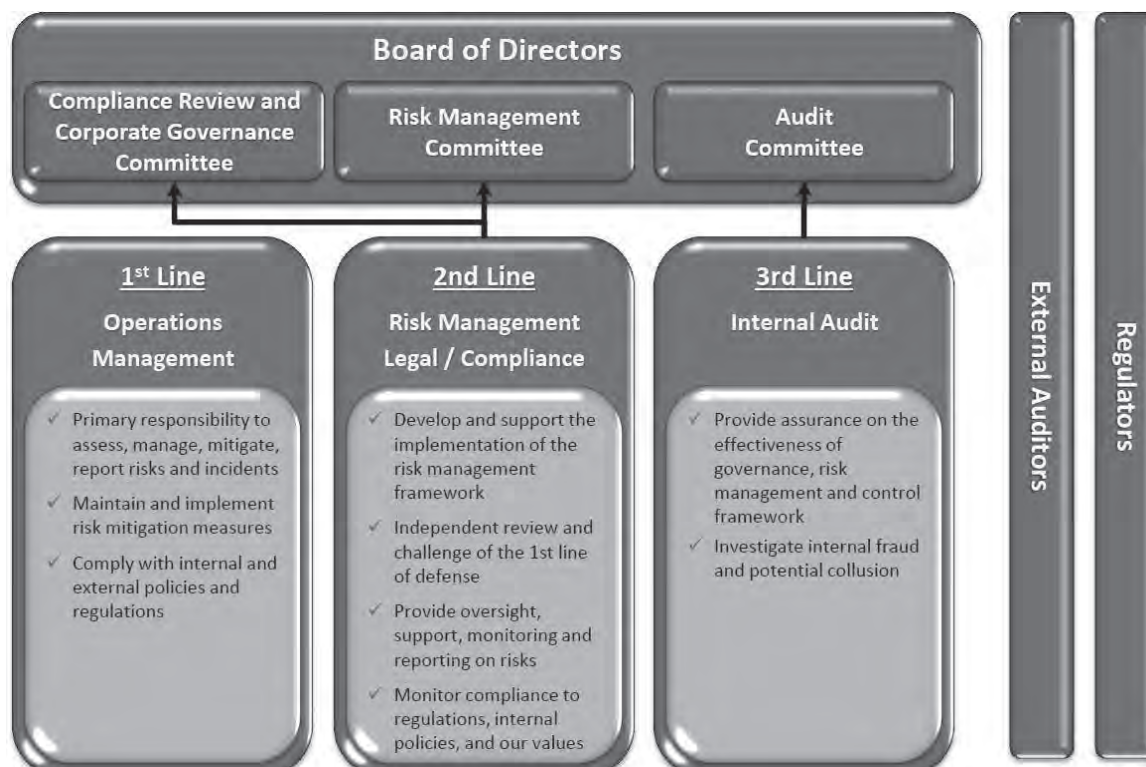 Board of Directors
Compliance Review and
Corporate Governance
Committee
Risk Management
Committee
Audit
Committee
1st Line
Operations
Management
✓ Primary responsibility to
assess, manage, mitigate,
report risks and incidents
✓ Maintain and implement
risk mitigation measures
✓ Comply with internal and
external policies and
regulations
2nd Line
Risk Management
Legal / Compliance
✓ Develop and support the
implementation of the
risk management
framework
✓ Independent review and
challenge of the 1st line
of defense
✓ Provide oversight,
support, monitoring and
reporting on risks
✓ Monitor compliance to
regulations, internal
policies, and our values
3rd Line
Internal Audit
✓ Provide assurance on the
effectiveness of
governance, risk
management and control
framework
✓ Investigate internal fraud
and potential collusion
External Auditors
Regulators